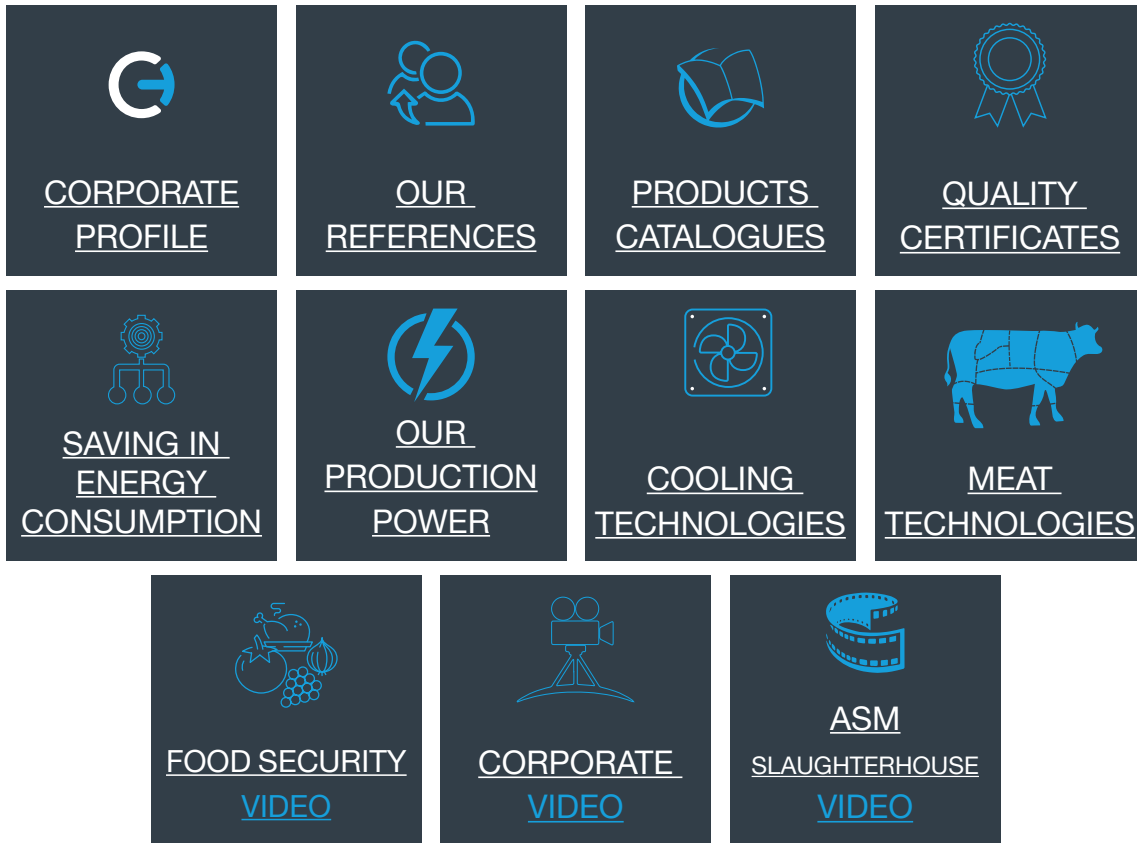 CORPORATE
PROFILE
OUR
REFERENCES
PRODUCTS
CATALOGUES
QUALITY
CERTIFICATES
SAVING IN
ENERGY
CONSUMPTION
OUR
PRODUCTION
POWER
COOLING
TECHNOLOGIES
MEAT
TECHNOLOGIES
FOOD SECURITY
VIDEO
CORPORATE
VIDEO
ASM
SLAUGHTERHOUSE
VIDEO